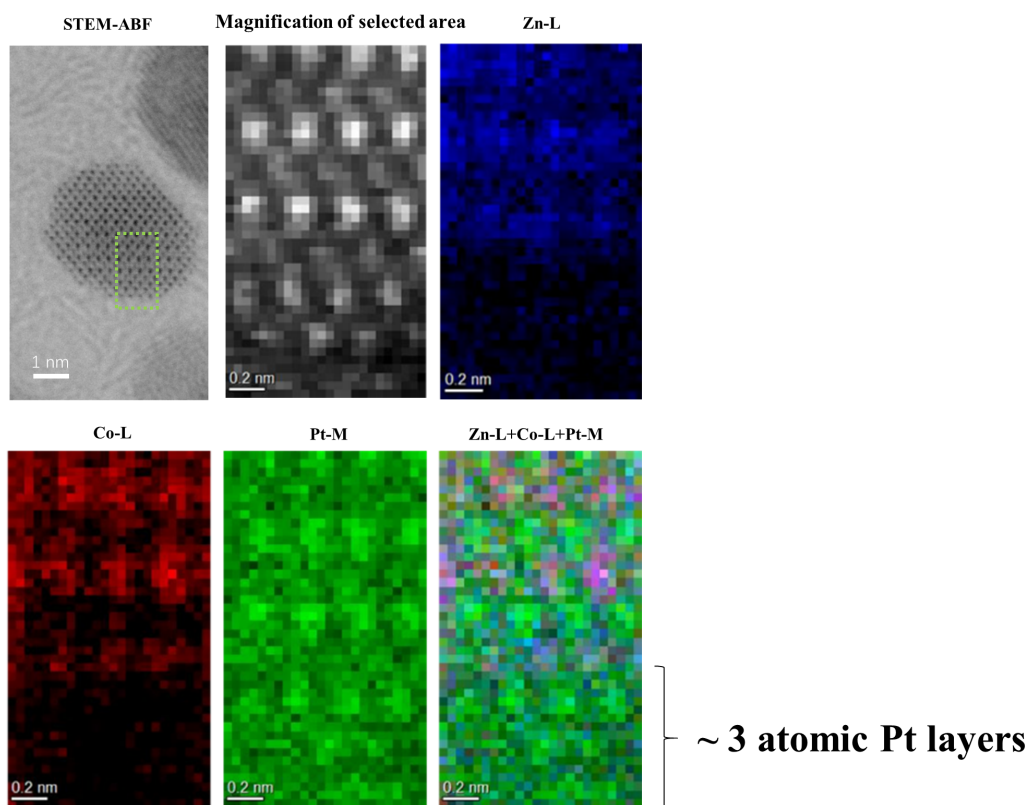 STEM-ABF
Magnification of selected area
Zn-L
1 nm
0.2 nm
0.2 nm
Co-L
Pt-M
Zn-L+Co-L+Pt-M
0.2 nm
0.2 nm
0.2 nm
~ 3 atomic Pt layers